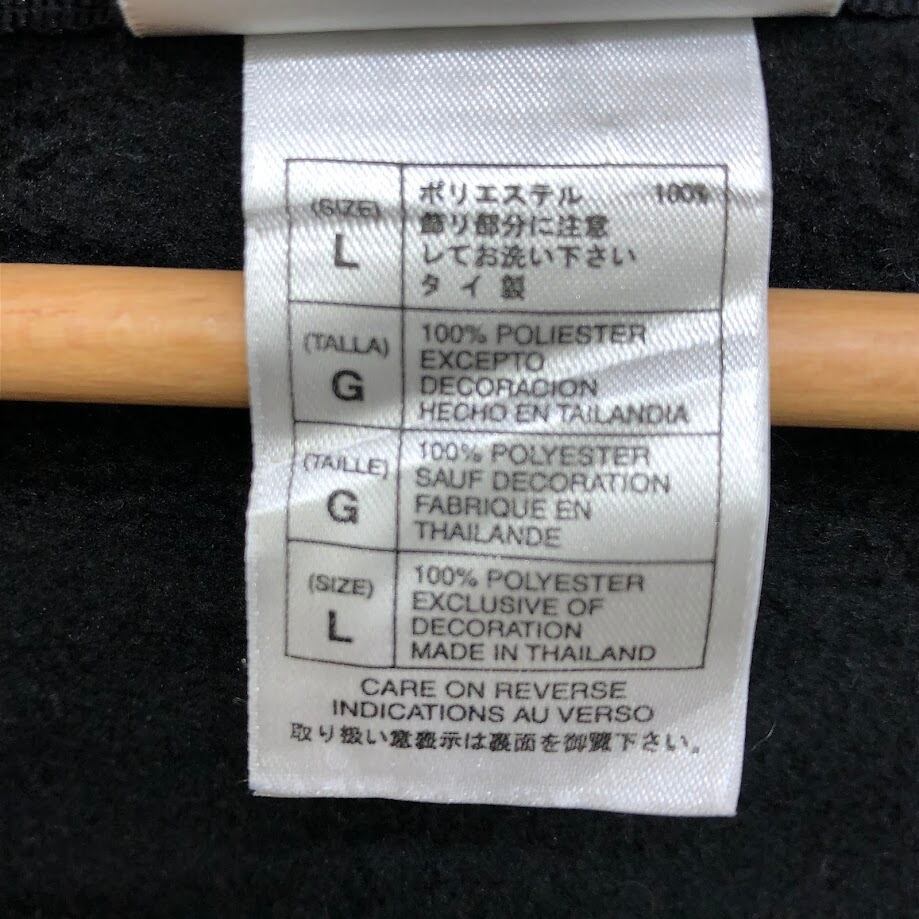 (SIZE)
L
ポリエステル 100%
飾り部分に注意
してお洗い下さい
タイ製
(TALLA)
G
100% POLIESTER
EXCEPTO
DECORACION
HECHO EN TAILANDIA
(TAILLE)
G
100% POLYESTER
SAUF DECORATION
FABRIQUE EN
THAILANDE
(SIZE)
L
100% POLYESTER
EXCLUSIVE OF
DECORATION
MADE IN THAILAND
CARE ON REVERSE
INDICATIONS AU VERSO
取り扱い意表示は裏面を御覧下さい。